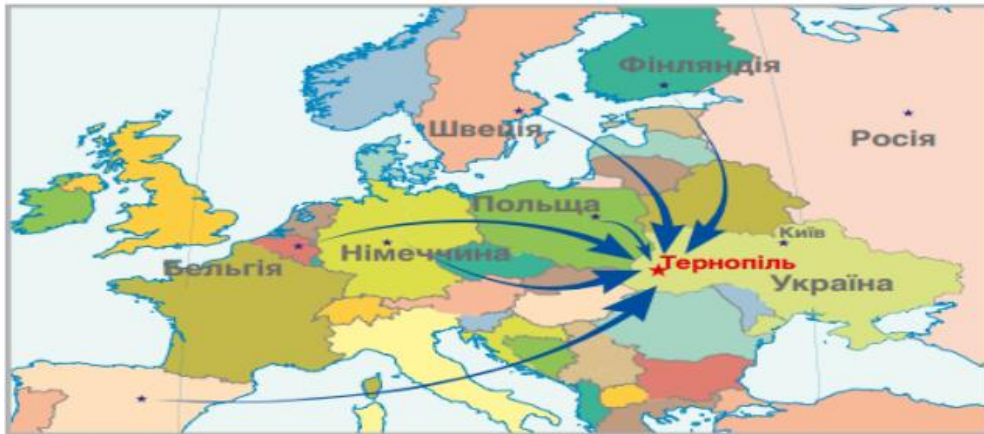 Фінляндія
Швеція
Росія
Польща
Київ
Німеччина
Бельгія
Тернопіль
Україна